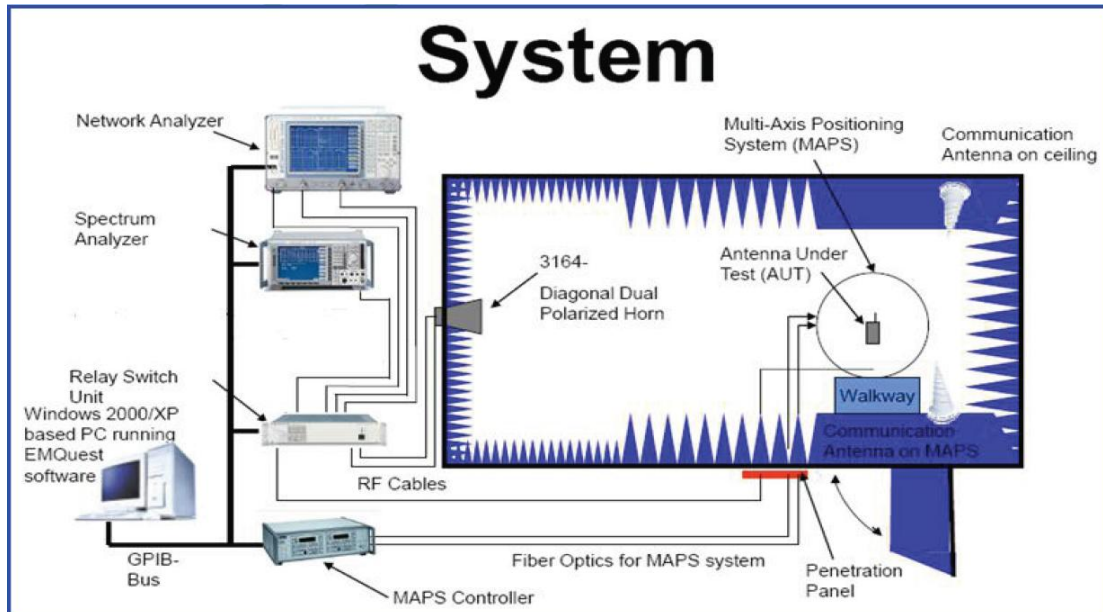 System
Network Analyzer
Multi-Axis Positioning
System (MAPS)
Communication
Antenna on ceiling
Spectrum
Analyzer
3164-
Diagonal Dual
Polarized Horn
Antenna Under
Test (AUT)
Relay Switch
Unit
Windows 2000/XP
based PC running
EMQuest
software
Walkway
Communication
Antenna on MAPS
RF Cables
GPIB-
Bus
Fiber Optics for MAPS system
Penetration
Panel
MAPS Controller